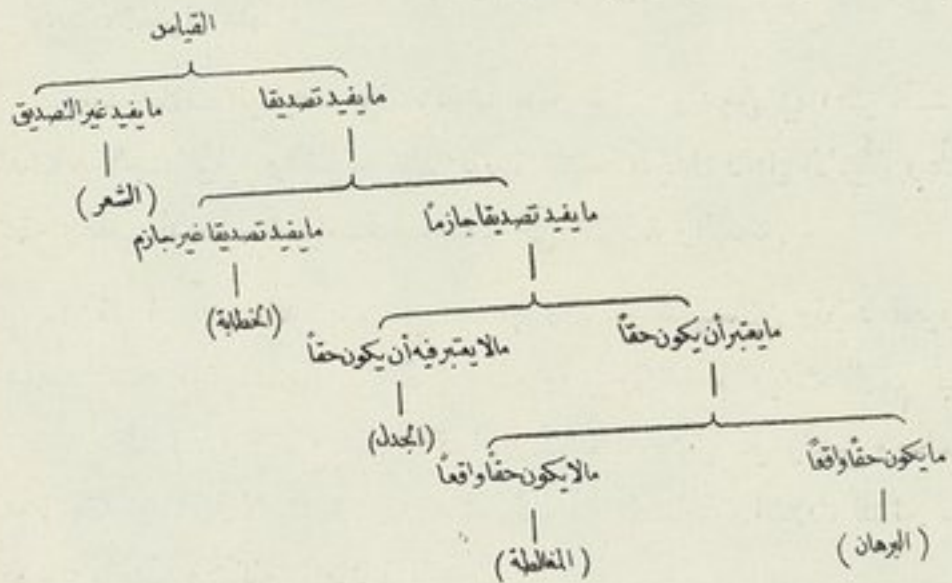 القياس
ما يفيد تصديقا
ما يفيد غير التصديق
(الشعر)
ما يفيد تصديقا جازماً
ما يفيد تصديقا غير جازم
(الخطابة)
ما يعتبر أن يكون حقاً
ما لا يعتبر فيه أن يكون حقاً
(الجدل)
ما يكون حقاً واقعاً
ما لا يكون حقاً واقعاً
(البرهان)
(المغالطة)